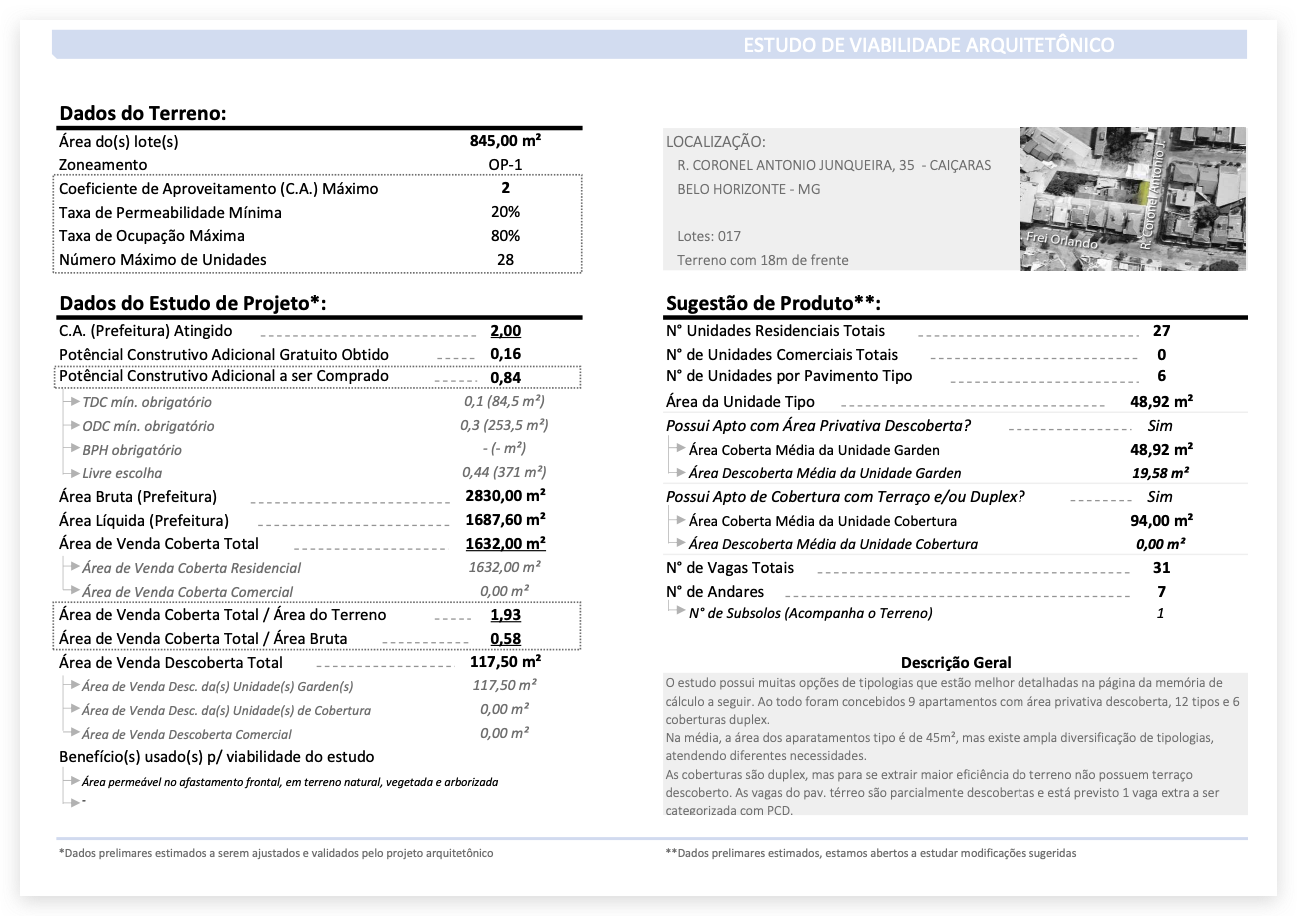 ESTUDO DE VIABILIDADE ARQUITETÔNICO
Dados do Terreno:
Área do(s) lote(s) 845,00 m²
Zoneamento OP-1
Coeficiente de Aproveitamento (C.A.) Máximo 2
Taxa de Permeabilidade Mínima 20%
Taxa de Ocupação Máxima 80%
Número Máximo de Unidades 28
LOCALIZAÇÃO:
R. CORONEL ANTONIO JUNQUEIRA, 35 - CAIÇARAS
BELO HORIZONTE - MG
Lotes: 017
Terreno com 18m de frente
R. Coronel Antonio J.
Frei Orlando
Dados do Estudo de Projeto*:
C.A. (Prefeitura) Atingido 2,00
Potêncial Construtivo Adicional Gratuito Obtido 0,16
Potêncial Construtivo Adicional a ser Comprado 0,84
TDC mín. obrigatório 0,1 (84,5 m²)
ODC mín. obrigatório 0,3 (253,5 m²)
BPH obrigatório - (- m²)
Livre escolha 0,44 (371 m²)
Área Bruta (Prefeitura) 2830,00 m²
Área Líquida (Prefeitura) 1687,60 m²
Área de Venda Coberta Total 1632,00 m²
Área de Venda Coberta Residencial 1632,00 m²
Área de Venda Coberta Comercial 0,00 m²
Área de Venda Coberta Total / Área do Terreno 1,93
Área de Venda Coberta Total / Área Bruta 0,58
Área de Venda Descoberta Total 117,50 m²
Área de Venda Desc. da(s) Unidade(s) Garden(s) 117,50 m²
Área de Venda Desc. da(s) Unidade(s) de Cobertura 0,00 m²
Área de Venda Descoberta Comercial 0,00 m²
Benefício(s) usado(s) p/ viabilidade do estudo
Área permeável no afastamento frontal, em terreno natural, vegetada e arborizada
-
Sugestão de Produto**:
N° Unidades Residenciais Totais 27
N° de Unidades Comerciais Totais 0
N° de Unidades por Pavimento Tipo 6
Área da Unidade Tipo 48,92 m²
Possui Apto com Área Privativa Descoberta? Sim
Área Coberta Média da Unidade Garden 48,92 m²
Área Descoberta Média da Unidade Garden 19,58 m²
Possui Apto de Cobertura com Terraço e/ou Duplex? Sim
Área Coberta Média da Unidade Cobertura 94,00 m²
Área Descoberta Média da Unidade Cobertura 0,00 m²
N° de Vagas Totais 31
N° de Andares 7
N° de Subsolos (Acompanha o Terreno) 1
Descrição Geral
O estudo possui muitas opções de tipologias que estão melhor detalhadas na página da memória de
cálculo a seguir. Ao todo foram concebidos 9 apartamentos com área privativa descoberta, 12 tipos e 6
coberturas duplex.
Na média, a área dos aparatamentos tipo é de 45m², mas existe ampla diversificação de tipologias,
atendendo diferentes necessidades.
As coberturas são duplex, mas para se extrair maior eficiência do terreno não possuem terraço
descoberto. As vagas do pav. térreo são parcialmente descobertas e está previsto 1 vaga extra a ser
categorizada com PCD.
*Dados prelimares estimados a serem ajustados e validados pelo projeto arquitetônico
**Dados prelimares estimados, estamos abertos a estudar modificações sugeridas